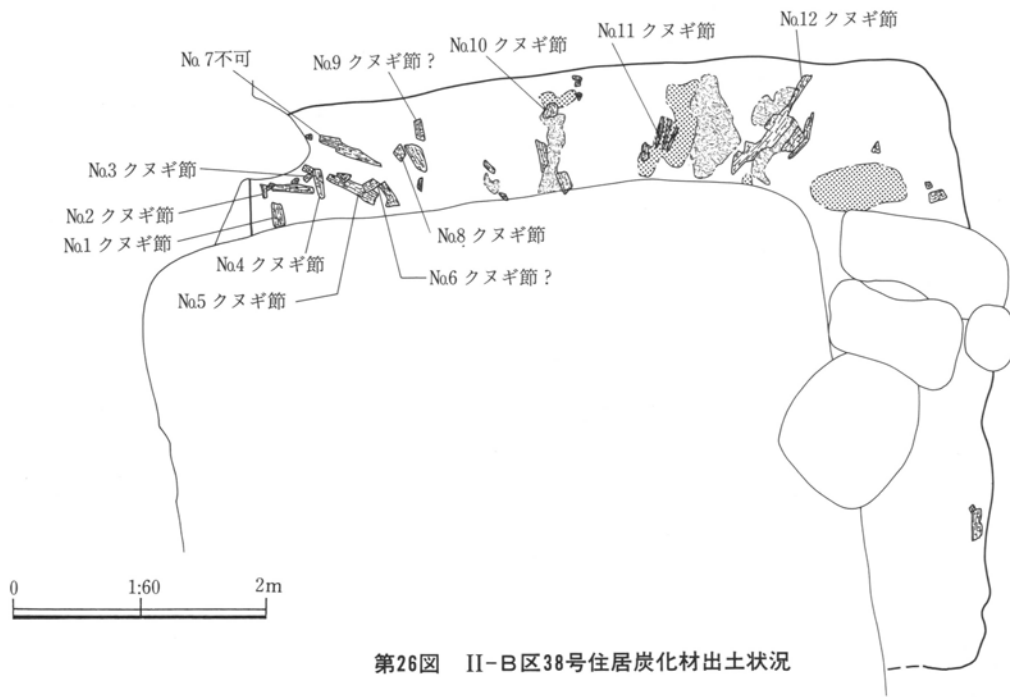 No.12 クヌギ節
No.11 クヌギ節
No.10 クヌギ節
No.7不可
No.9 クヌギ節？
No.3 クヌギ節
No.2 クヌギ節
No.1 クヌギ節
No.4 クヌギ節
No.8 クヌギ節
No.5 クヌギ節
No.6 クヌギ節？
0 1:60 2m
第26図 II-B区38号住居炭化材出土状況